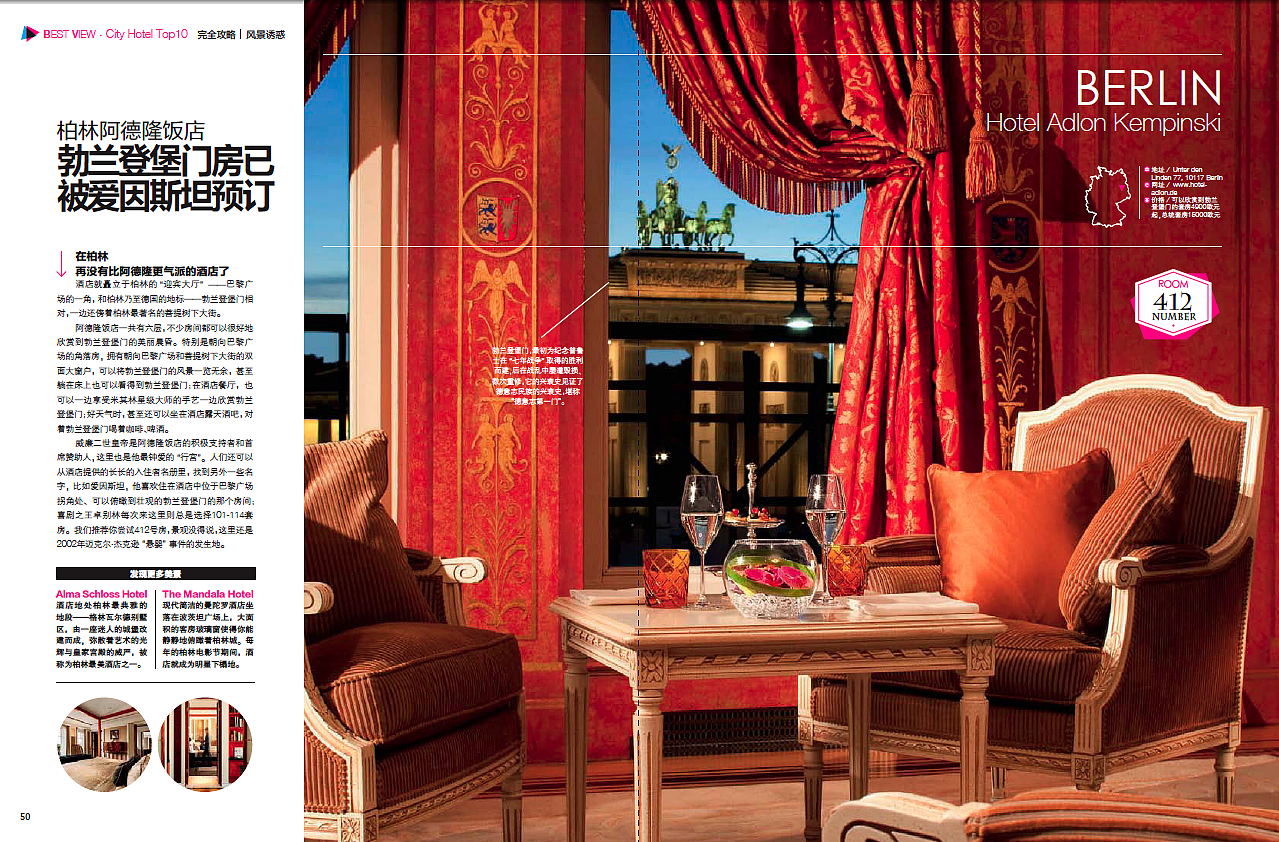 BEST VIEW - City Hotel Top10 完全攻略 | 风景诱惑
柏林阿德隆饭店
勃兰登堡门房已
被爱因斯坦预订
在柏林
再没有比阿德隆更气派的酒店了
酒店就矗立于柏林的“迎宾大厅”——巴黎广
场的一角，和柏林乃至德国的地标——勃兰登堡门相
对，一边还傍着柏林最著名的菩提树下大街。
阿德隆饭店一共有六层，不少房间都可以很好地
欣赏到勃兰登堡门的美丽晨昏。特别是朝向巴黎广
场的角落房，拥有朝向巴黎广场和菩提树下大街的双
面大窗户，可以将勃兰登堡门的风景一览无余，甚至
躺在床上也可以看得到勃兰登堡门；在酒店餐厅，也
可以一边享受米其林星级大师的手艺一边欣赏勃兰
登堡门；好天气时，甚至还可以坐在酒店露天酒吧，对
着勃兰登堡门喝着咖啡、啤酒。
威廉二世皇帝是阿德隆饭店的积极支持者和首
席赞助人，这里也是他最钟爱的“行宫”。人们还可以
从酒店提供的长长的入住者名册里，找到另外一些名
字，比如爱因斯坦，他喜欢住在酒店中位于巴黎广场
拐角处、可以俯瞰到壮观的勃兰登堡门的那个房间；
喜剧之王卓别林每次来这里则总是选择101-114套
房。我们推荐你尝试412号房，景观没得说，这里还是
2002年迈克尔·杰克逊“悬婴”事件的发生地。
发现更多美景
Alma Schloss Hotel
酒店地处柏林最典雅的
地段——格林瓦尔德别墅
区，由一座迷人的城堡改
建而成，弥散着艺术的光
辉与皇家宫殿的威严，被
称为柏林最美酒店之一。
The Mandala Hotel
现代简洁的曼陀罗酒店坐
落在波茨坦广场上，大面
积的客房玻璃窗使得你能
静静地俯瞰着柏林城。每
年的柏林电影节期间，酒
店就成为明星下榻地。
50
BERLIN
Hotel Adlon Kempinski
地址 / Unter den
Linden 77, 10117 Berlin
网址 / www.hotel-
adlon.de
价格 / 可以欣赏到勃兰
登堡门的套房4900欧元
起，总统套房15000欧元
ROOM
412
NUMBER
勃兰登堡门，最初为纪念普鲁
士在“七年战争”取得的胜利
而建，后在战乱中屡遭毁损、
数次重修，它的兴衰史见证了
德意志民族的兴衰史，堪称
“德意志第一门”。